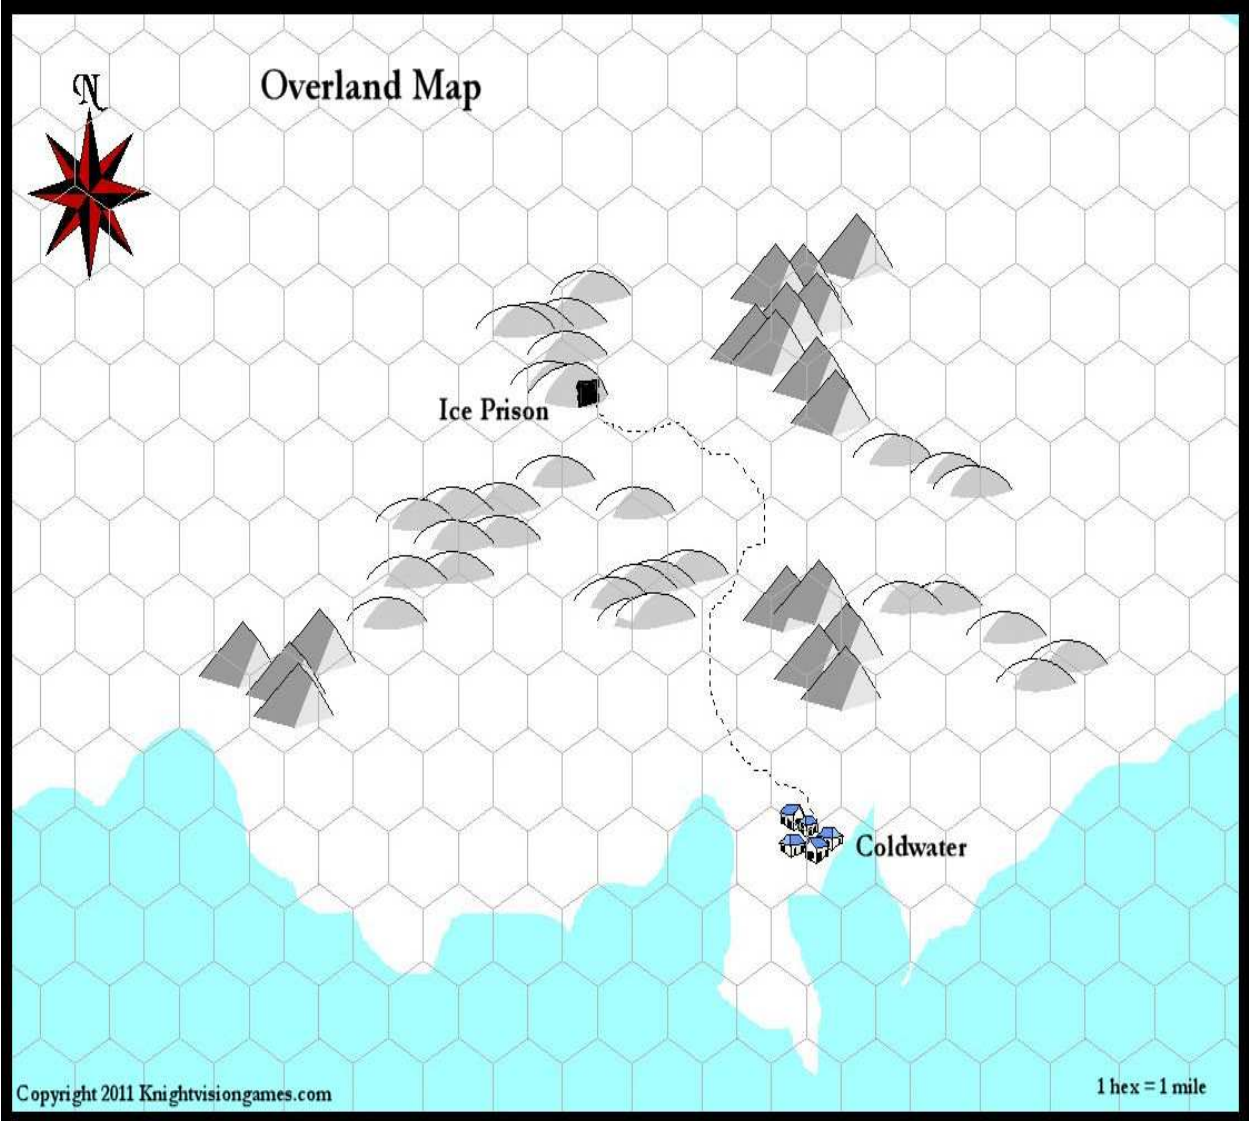 Overland Map
N
Ice Prison
Coldwater
Copyright 2011 Knightvisiongames.com
1 hex = 1 mile